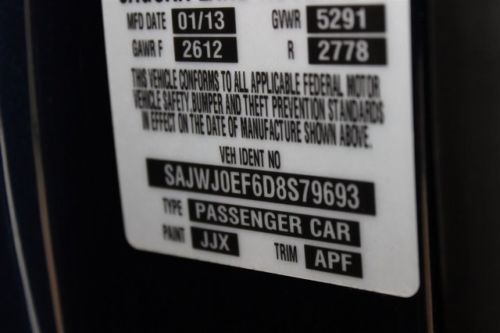 MFD DATE 01/13 GVWR 5291
GAWR F 2612 R 2778
THIS VEHICLE CONFORMS TO ALL APPLICABLE FEDERAL MOTOR
VEHICLE SAFETY, BUMPER AND THEFT PREVENTION STANDARDS
IN EFFECT ON THE DATE OF MANUFACTURE SHOWN ABOVE.
VEH IDENT NO
SAJWJ0EF6D8S79693
TYPE PASSENGER CAR
PAINT JJX TRIM APF